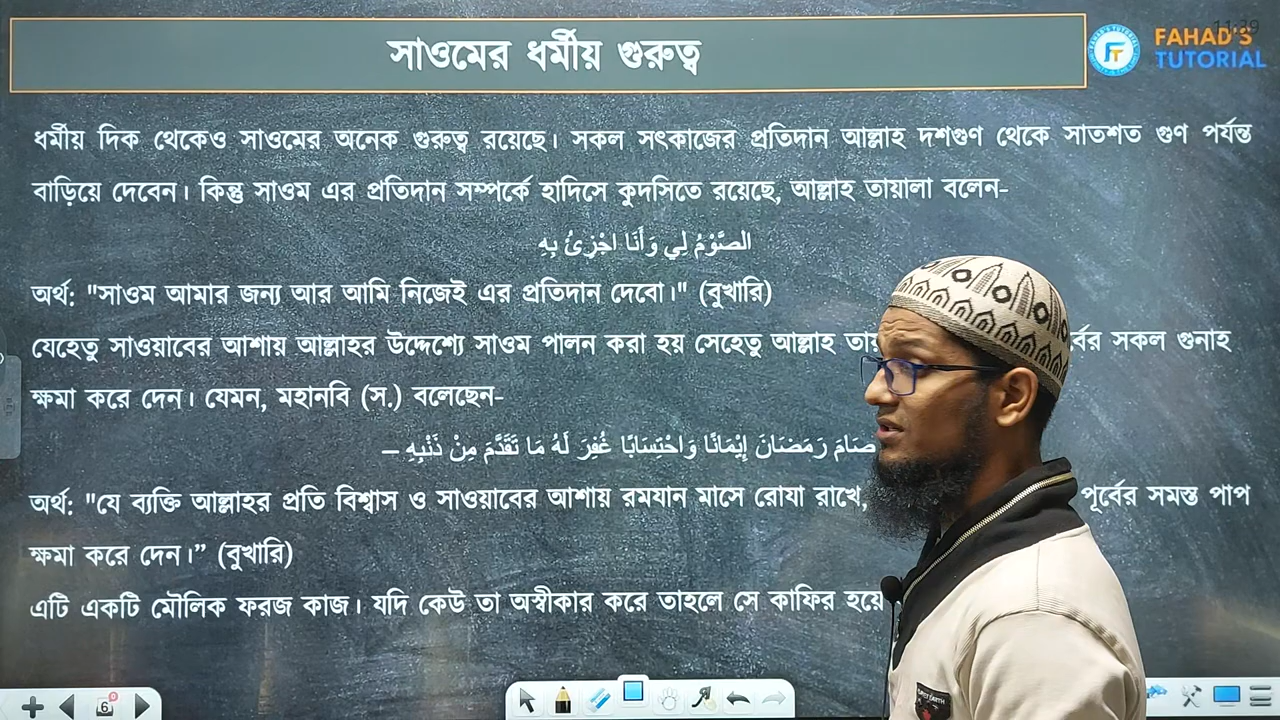 সাওমের ধর্মীয় গুরুত্ব
FAHAD'S
TUTORIAL
ধর্মীয় দিক থেকেও সাওমের অনেক গুরুত্ব রয়েছে। সকল সৎকাজের প্রতিদান আল্লাহ দশগুণ থেকে সাতশত গুণ পর্যন্ত
বাড়িয়ে দেবেন। কিন্তু সাওম এর প্রতিদান সম্পর্কে হাদিসে কুদসিতে রয়েছে, আল্লাহ তায়ালা বলেন-
الصَّوْمُ لِي وَأَنَا اجْزِئُ بِهِ
অর্থ: "সাওম আমার জন্য আর আমি নিজেই এর প্রতিদান দেবো।" (বুখারি)
যেহেতু সাওয়াবের আশায় আল্লাহর উদ্দেশ্যে সাওম পালন করা হয় সেহেতু আল্লাহ সকল গুনাহ
ক্ষমা করে দেন। যেমন, মহানবি (স.) বলেছেন-
صَامَ رَمَضَانَ إِيْمَانًا وَاحْتَسَابًا غُفِرَ لَهُ مَا تَقَدَّمَ مِنْ ذَنْبِهِ –
অর্থ: "যে ব্যক্তি আল্লাহর প্রতি বিশ্বাস ও সাওয়াবের আশায় রমযান মাসে রোযা রাখে, পূর্বের সমস্ত পাপ
ক্ষমা করে দেন।” (বুখারি)
এটি একটি মৌলিক ফরজ কাজ। যদি কেউ তা অস্বীকার করে তাহলে সে কাফির হয়ে
6